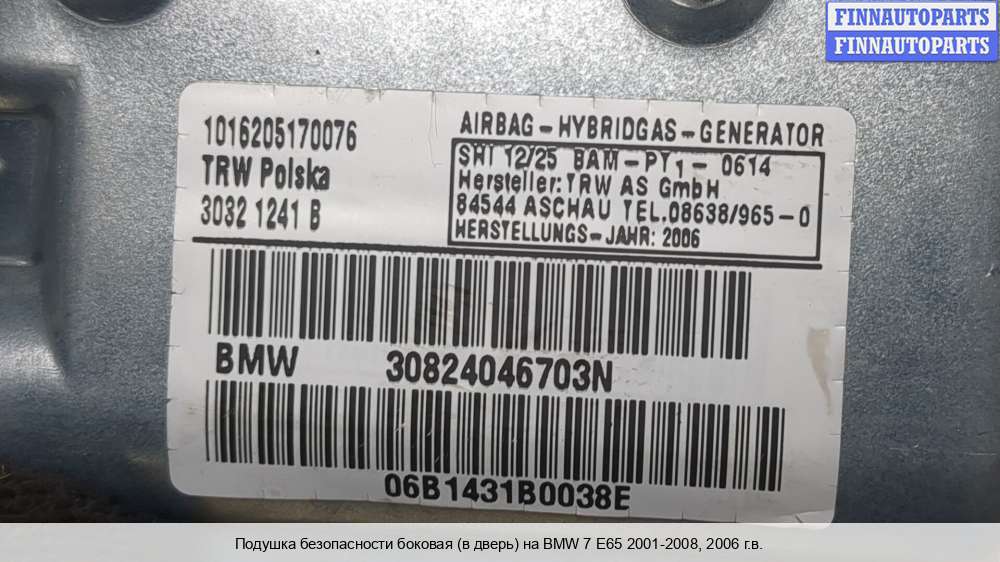 FINNAUTOPARTS
FINNAUTOPARTS
1016205170076
TRW Polska
3032 1241 B
AIRBAG-HYBRIDGAS-GENERATOR
SHI 12/25 BAM-PT1-0614
Hersteller: TRW AS GmbH
84544 ASCHAU TEL.08638/965-0
HERSTELLUNGS-JAHR: 2006
BMW 30824046703N
06B1431B0038E
Подушка безопасности боковая (в дверь) на BMW 7 E65 2001-2008, 2006 г.в.